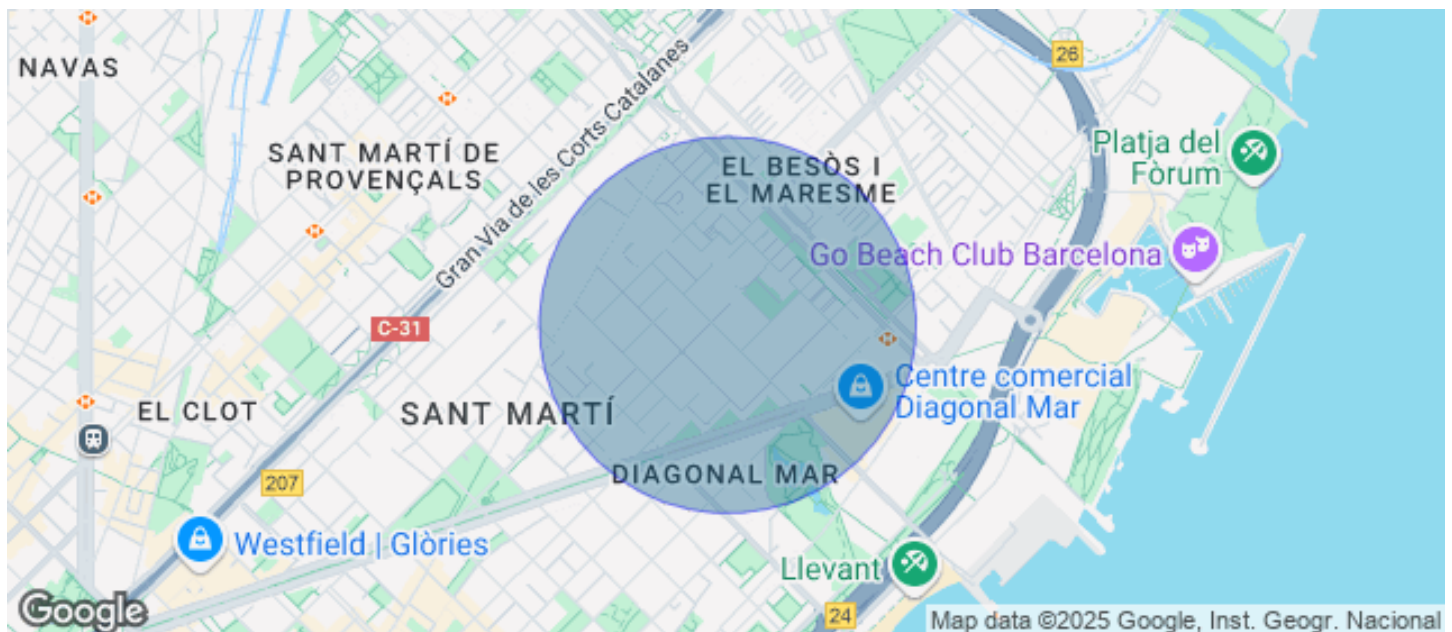 NAVAS
26
SANT MARTÍ DE
PROVENÇALS
Gran Via de les Corts Catalanes
EL BESÒS I
EL MARESME
Platja del
Fòrum
Go Beach Club Barcelona
C-31
Centre comercial
Diagonal Mar
EL CLOT
SANT MARTÍ
DIAGONAL MAR
207
Westfield | Glòries
Llevant
24
Google
Map data ©2025 Google, Inst. Geogr. Nacional